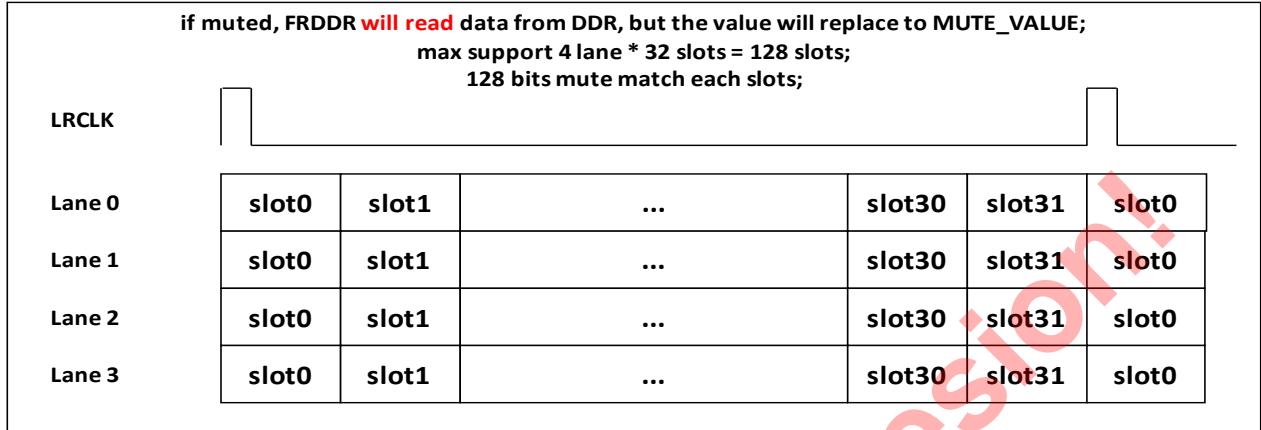 if muted, FRDDR will read data from DDR, but the value will replace to MUTE_VALUE;
max support 4 lane * 32 slots = 128 slots;
128 bits mute match each slots;
LRCLK
Lane 0 slot0 slot1 ... slot30 slot31 slot0
Lane 1 slot0 slot1 ... slot30 slot31 slot0
Lane 2 slot0 slot1 ... slot30 slot31 slot0
Lane 3 slot0 slot1 ... slot30 slot31 slot0